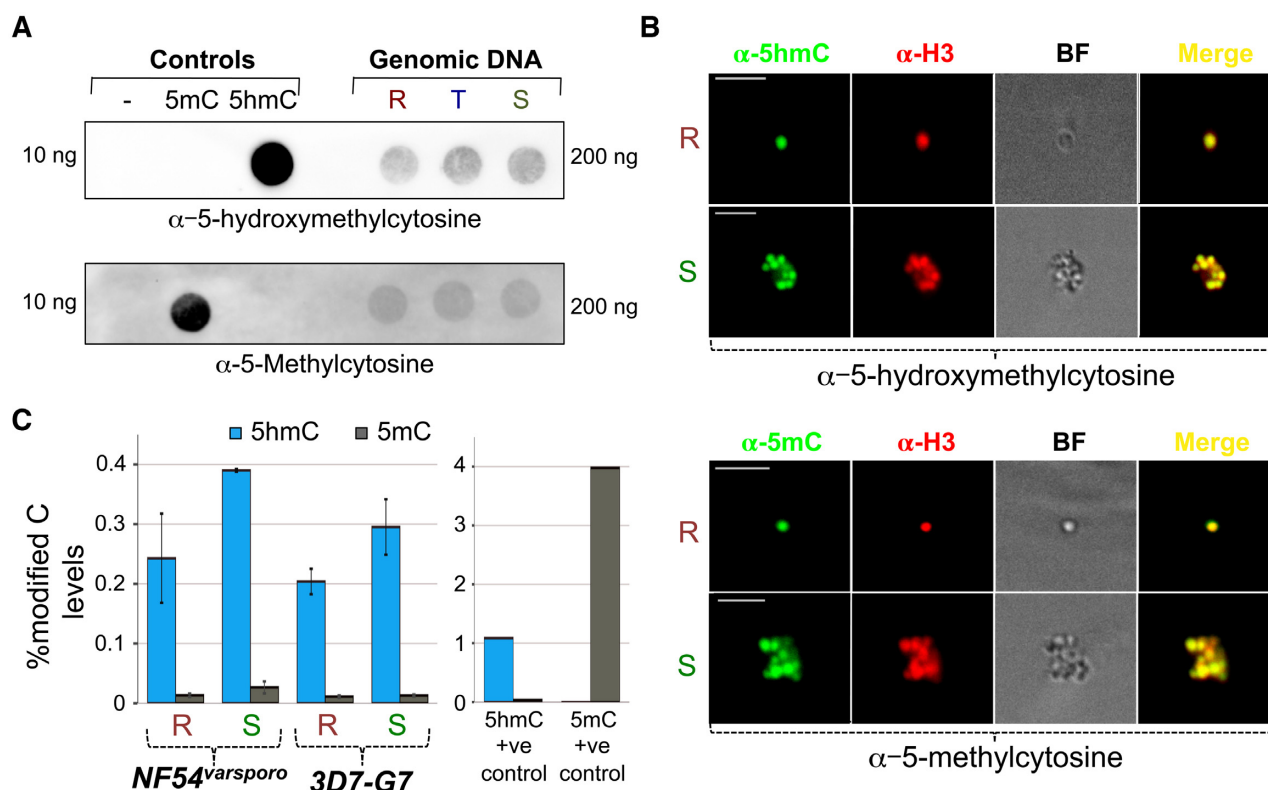 A
Controls
Genomic DNA
- 5mC 5hmC R T S
10 ng
200 ng
α-5-hydroxymethylcytosine
10 ng
200 ng
α-5-Methylcytosine
B
α-5hmC α-H3 BF Merge
R
S
α-5-hydroxymethylcytosine
α-5mC α-H3 BF Merge
R
S
α-5-methylcytosine
C
5hmC 5mC
%modified C
levels
0.4
0.3
0.2
0.1
0
R S R S
NF54varsporo 3D7-G7
4
3
2
1
0
5hmC
+ve
control
5mC
+ve
control